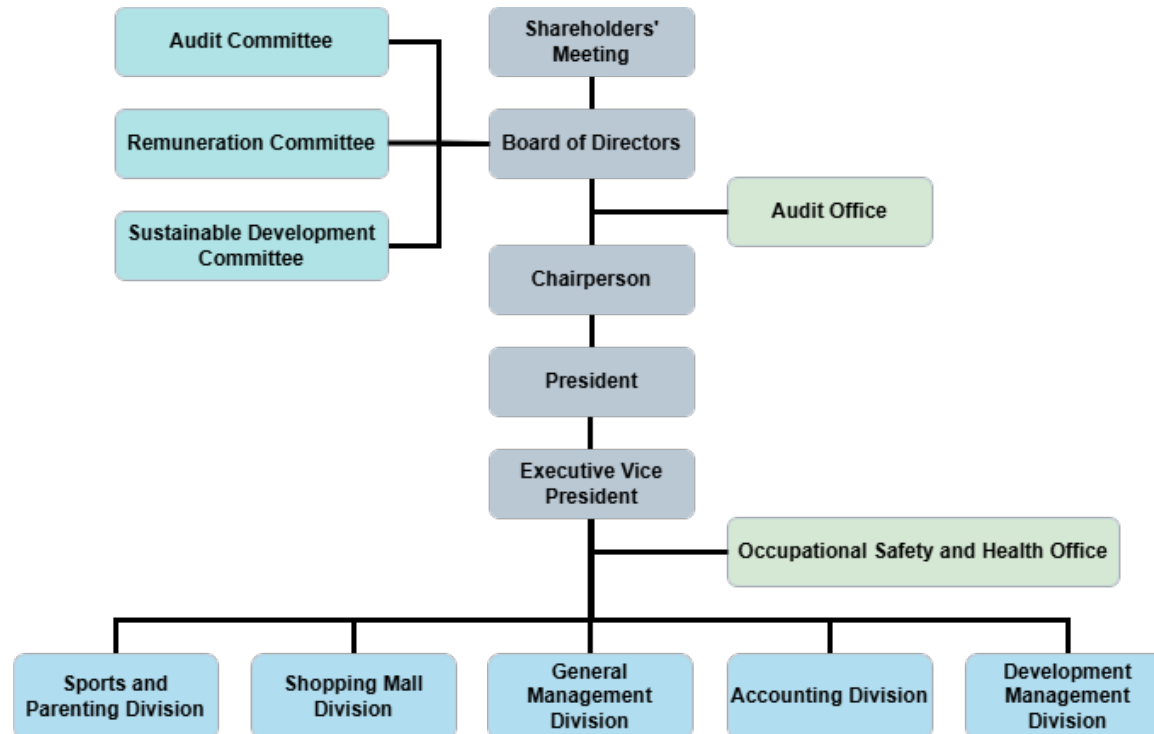 Audit Committee
Shareholders'
Meeting
Remuneration Committee
Board of Directors
Audit Office
Sustainable Development
Committee
Chairperson
President
Executive Vice
President
Occupational Safety and Health Office
Sports and
Parenting Division
Shopping Mall
Division
General
Management
Division
Accounting Division
Development
Management
Division